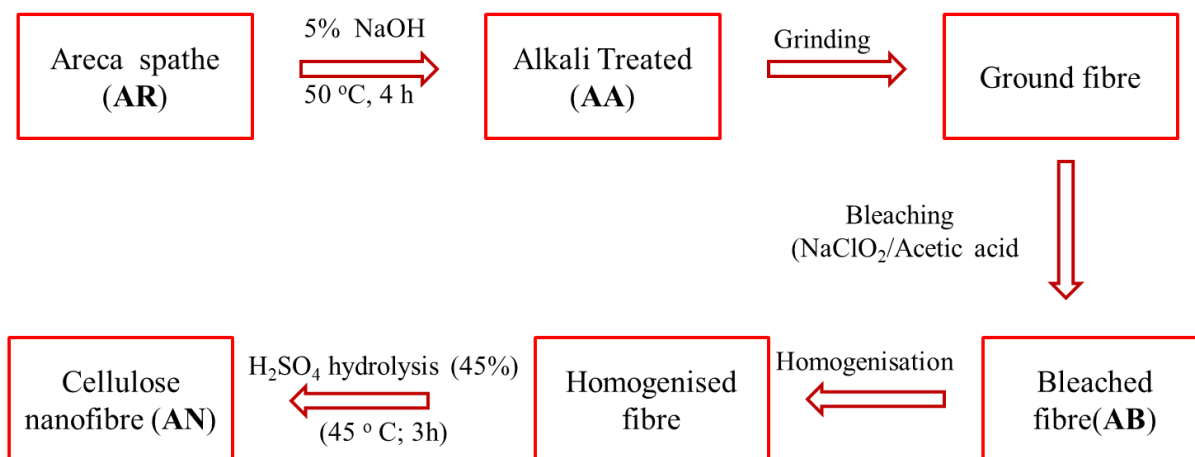 Areca spathe
(AR)
5% NaOH
50 °C, 4 h
Alkali Treated
(AA)
Grinding
Ground fibre
Bleaching
(NaClO₂/Acetic acid
Bleached
fibre(AB)
Homogenisation
Homogenised
fibre
H₂SO₄ hydrolysis (45%)
(45 ° C; 3h)
Cellulose
nanofibre (AN)